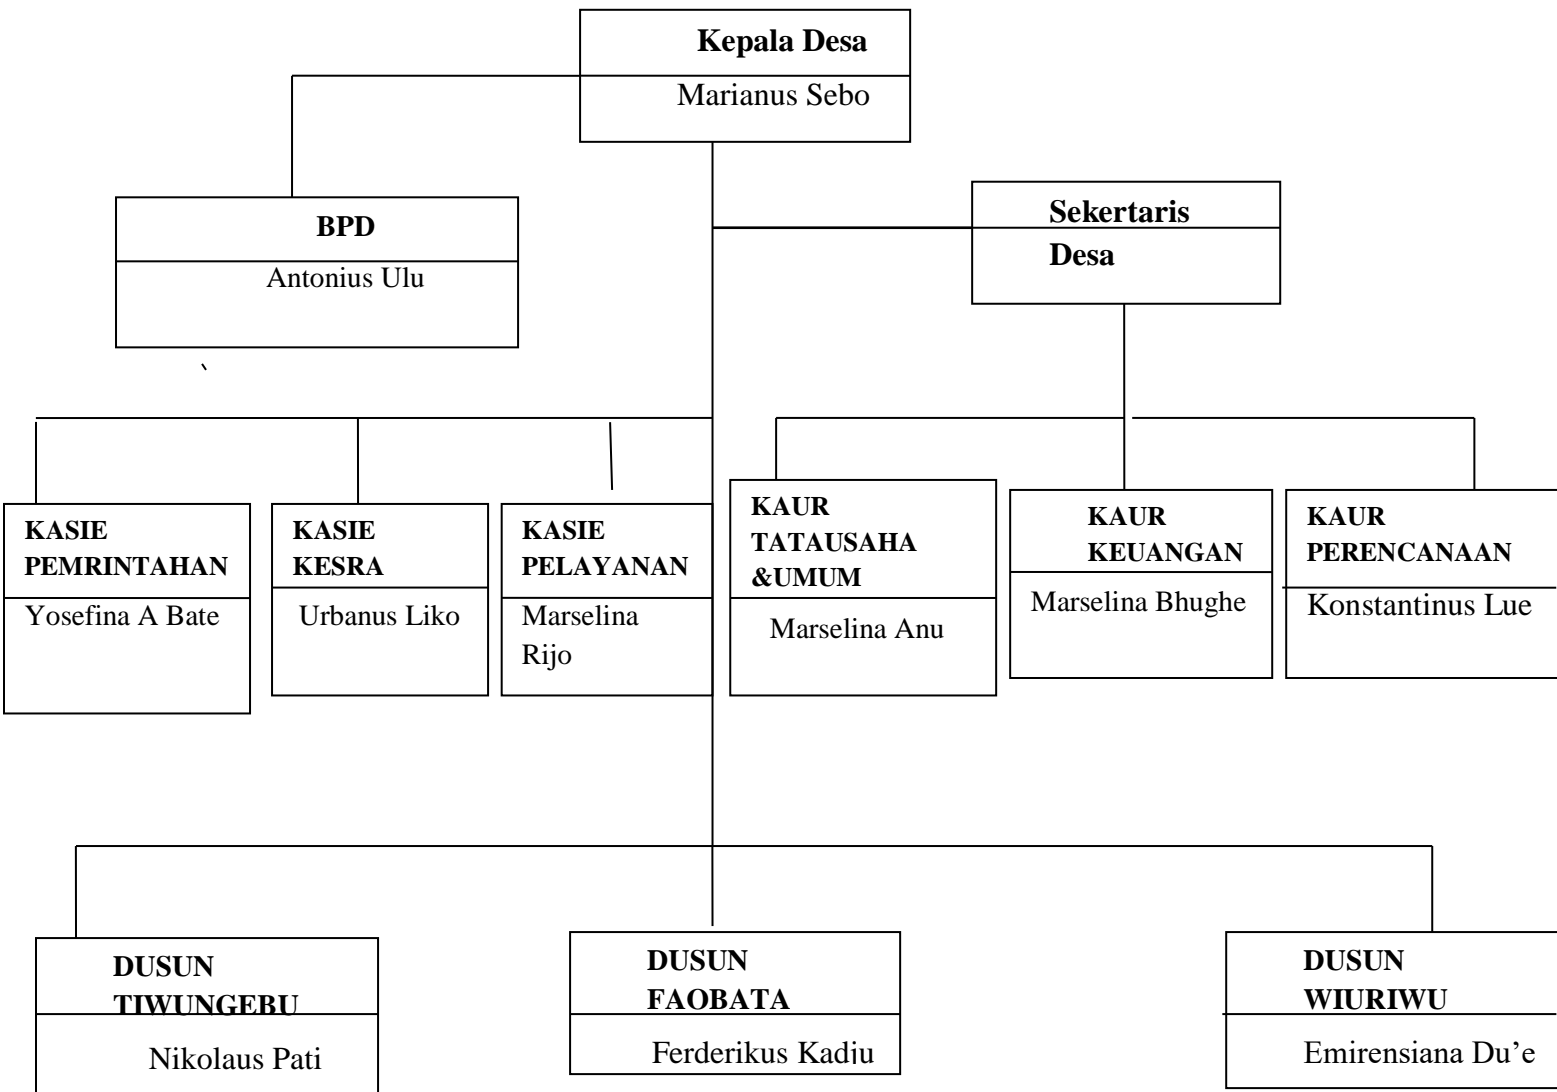 Kepala Desa
Marianus Sebo
BPD
Antonius Ulu
Sekertaris
Desa
`
KASIE
PEMRINTAHAN
Yosefina A Bate
KASIE
KESRA
Urbanus Liko
KASIE
PELAYANAN
Marselina
Rijo
KAUR
TATAUSAHA
&UMUM
Marselina Anu
KAUR
KEUANGAN
Marselina Bhughe
KAUR
PERENCANAAN
Konstantinus Lue
DUSUN
TIWUNGEBU
Nikolaus Pati
DUSUN
FAOBATA
Ferderikus Kadju
DUSUN
WIURIWU
Emirensiana Du’e